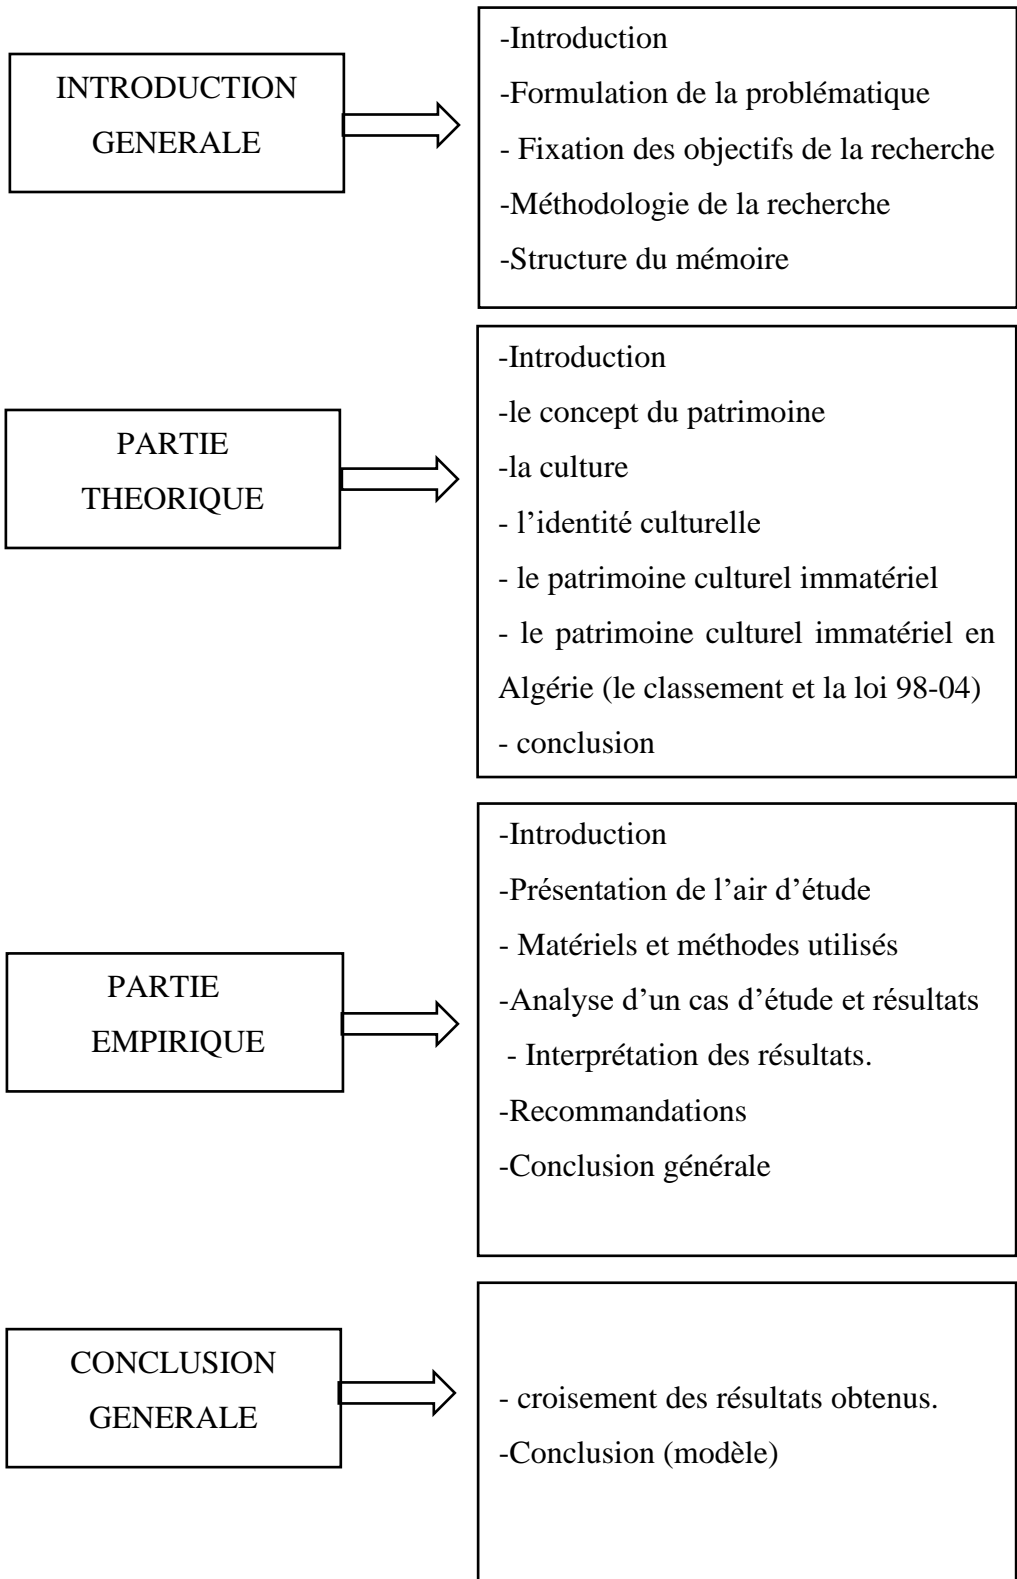 INTRODUCTION
GENERALE
-Introduction
-Formulation de la problématique
- Fixation des objectifs de la recherche
-Méthodologie de la recherche
-Structure du mémoire
PARTIE
THEORIQUE
-Introduction
-le concept du patrimoine
-la culture
- l’identité culturelle
- le patrimoine culturel immatériel
- le patrimoine culturel immatériel en
Algérie (le classement et la loi 98-04)
- conclusion
PARTIE
EMPIRIQUE
-Introduction
-Présentation de l’air d’étude
- Matériels et méthodes utilisés
-Analyse d’un cas d’étude et résultats
- Interprétation des résultats.
-Recommandations
-Conclusion générale
CONCLUSION
GENERALE
- croisement des résultats obtenus.
-Conclusion (modèle)